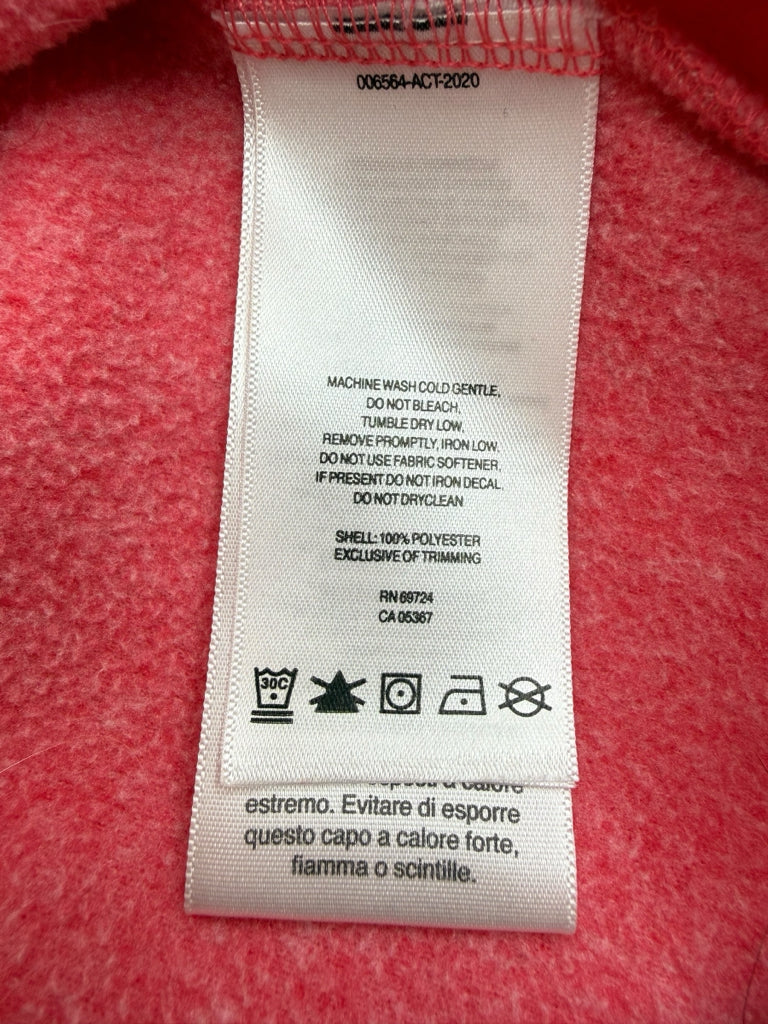 006564-ACT-2020
MACHINE WASH COLD GENTLE,
DO NOT BLEACH,
TUMBLE DRY LOW,
REMOVE PROMPTLY, IRON LOW.
DO NOT USE FABRIC SOFTENER.
IF PRESENT DO NOT IRON DECAL.
DO NOT DRYCLEAN
SHELL: 100% POLYESTER
EXCLUSIVE OF TRIMMING
RN 69724
CA 05367
30C
calore
estremo. Evitare di esporre
questo capo a calore forte,
fiamma o scintille.